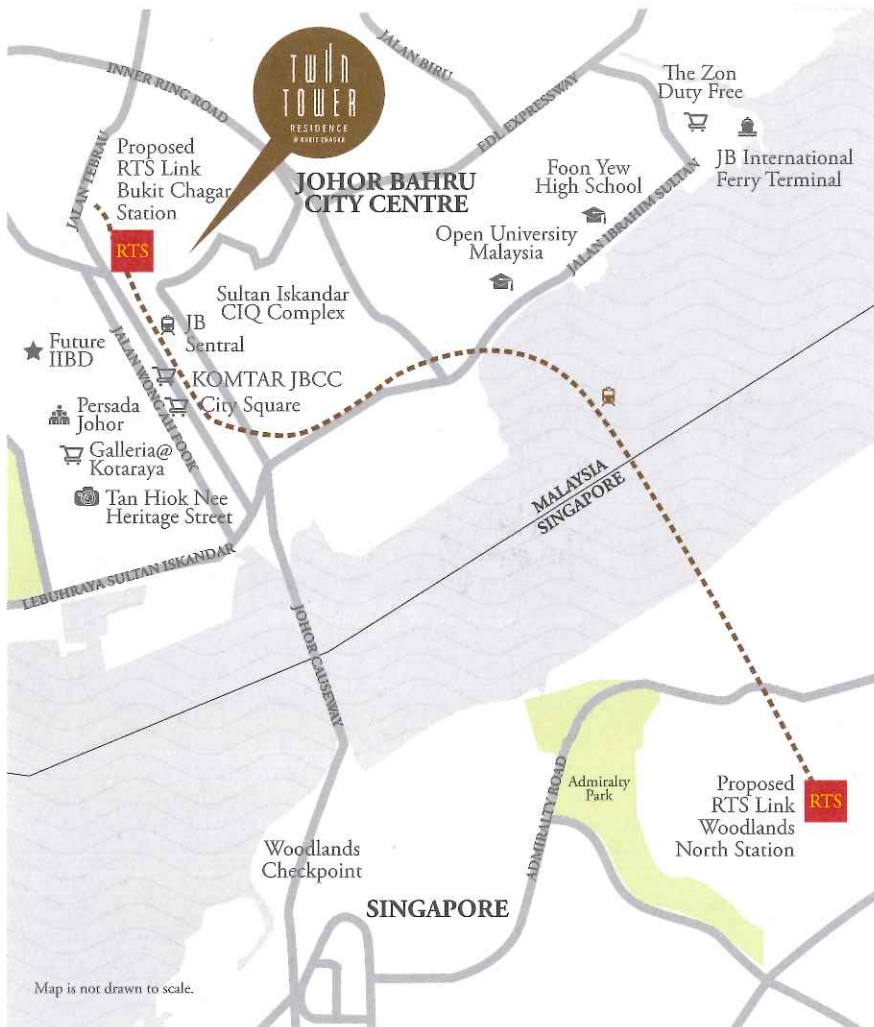 TWIN
TOWER
RESIDENCE
@ BUKIT CHAGAR
INNER RING ROAD
JALAN BIRU
EDL EXPRESSWAY
The Zon
Duty Free
JB International
Ferry Terminal
Proposed
RTS Link
Bukit Chagar
Station
RTS
JALAN TEBRAU
JOHOR BAHRU
CITY CENTRE
Foon Yew
High School
Open University
Malaysia
JALAN IBRAHIM SULTAN
Sultan Iskandar
CIQ Complex
JB
Sentral
Future
IIBD
KOMTAR JBCC
City Square
Persada
Johor
JALAN WONG AH FOOK
Galleria@
Kotaraya
Tan Hiok Nee
Heritage Street
LEBUHRAYA SULTAN ISKANDAR
MALAYSIA
SINGAPORE
JOHOR CAUSEWAY
ADMIRALTY ROAD
Admiralty
Park
Proposed
RTS Link
Woodlands
North Station
RTS
Woodlands
Checkpoint
SINGAPORE
Map is not drawn to scale.